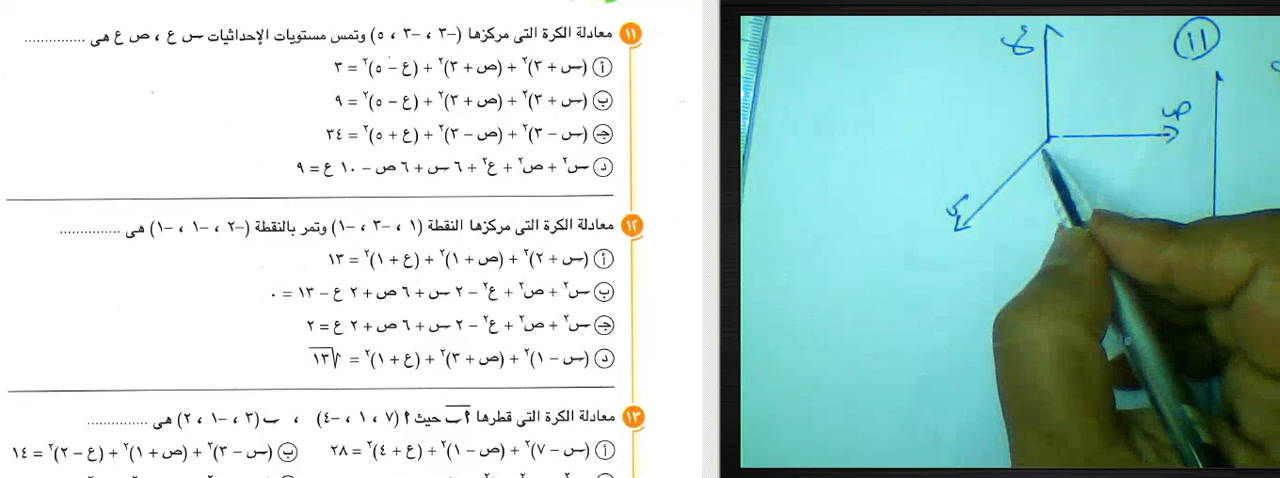 ١١ معادلة الكرة التى مركزها (−٣ ، −٣ ، ٥) وتمس مستويات الإحداثيات س ع ، ص ع هى ...............
أ (س + ٣)٢ + (ص + ٣)٢ + (ع − ٥)٢ = ٣
ب (س + ٣)٢ + (ص + ٣)٢ + (ع − ٥)٢ = ٩
جـ (س − ٣)٢ + (ص − ٣)٢ + (ع + ٥)٢ = ٣٤
د س٢ + ص٢ + ع٢ + ٦ س + ٦ ص − ١٠ ع = ٩
١٢ معادلة الكرة التى مركزها النقطة (١ ، −٣ ، −١) وتمر بالنقطة (−٢ ، −١ ، −١) هى ...............
أ (س + ٢)٢ + (ص + ١)٢ + (ع + ١)٢ = ١٣
ب س٢ + ص٢ + ع٢ − ٢ س + ٦ ص + ٢ ع − ١٣ = ٠
جـ س٢ + ص٢ + ع٢ − ٢ س + ٦ ص + ٢ ع = ٢
د (س − ١)٢ + (ص + ٣)٢ + (ع + ١)٢ = √١٣
١٣ معادلة الكرة التى قطرها أب حيث أ (٧ ، ١ ، −٤) ، ب (٣ ، −١ ، ٢) هى ...............
أ (س − ٧)٢ + (ص − ١)٢ + (ع + ٤)٢ = ٢٨ ب (س − ٣)٢ + (ص + ١)٢ + (ع − ٢)٢ = ١٤
١١
ع
ص
س